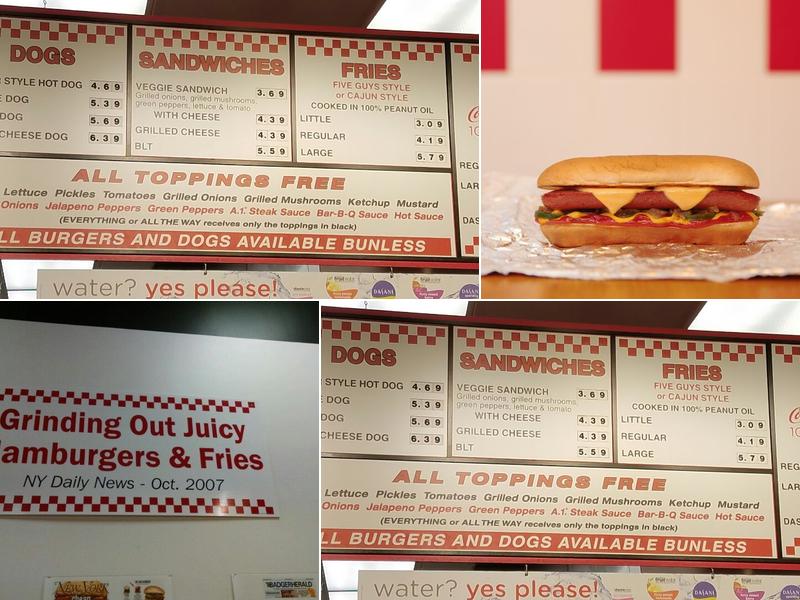 DOGS
STYLE HOT DOG 4.69
DOG 5.39
DOG 5.69
CHEESE DOG 6.39
SANDWICHES
VEGGIE SANDWICH 3.69
Grilled onions, grilled mushrooms,
green peppers, lettuce & tomato
WITH CHEESE 4.39
GRILLED CHEESE 4.39
BLT 5.59
FRIES
FIVE GUYS STYLE
or CAJUN STYLE
COOKED IN 100% PEANUT OIL
LITTLE 3.09
REGULAR 4.19
LARGE 5.79
ALL TOPPINGS FREE
Lettuce Pickles Tomatoes Grilled Onions Grilled Mushrooms Ketchup Mustard
Onions Jalapeno Peppers Green Peppers A.1. Steak Sauce Bar-B-Q Sauce Hot Sauce
(EVERYTHING or ALL THE WAY receives only the toppings in black)
LL BURGERS AND DOGS AVAILABLE BUNLESS
water? yes please!
DASANI
Grinding Out Juicy
Hamburgers & Fries
NY Daily News - Oct. 2007
New York
BADGERHERALD
DOGS
STYLE HOT DOG 4.69
DOG 5.39
DOG 5.69
CHEESE DOG 6.39
SANDWICHES
VEGGIE SANDWICH 3.69
Grilled onions, grilled mushrooms,
green peppers, lettuce & tomato
WITH CHEESE 4.39
GRILLED CHEESE 4.39
BLT 5.59
FRIES
FIVE GUYS STYLE
or CAJUN STYLE
COOKED IN 100% PEANUT OIL
LITTLE 3.09
REGULAR 4.19
LARGE 5.79
ALL TOPPINGS FREE
Lettuce Pickles Tomatoes Grilled Onions Grilled Mushrooms Ketchup Mustard
Onions Jalapeno Peppers Green Peppers A.1. Steak Sauce Bar-B-Q Sauce Hot Sauce
(EVERYTHING or ALL THE WAY receives only the toppings in black)
LL BURGERS AND DOGS AVAILABLE BUNLESS
water? yes please!
DASANI